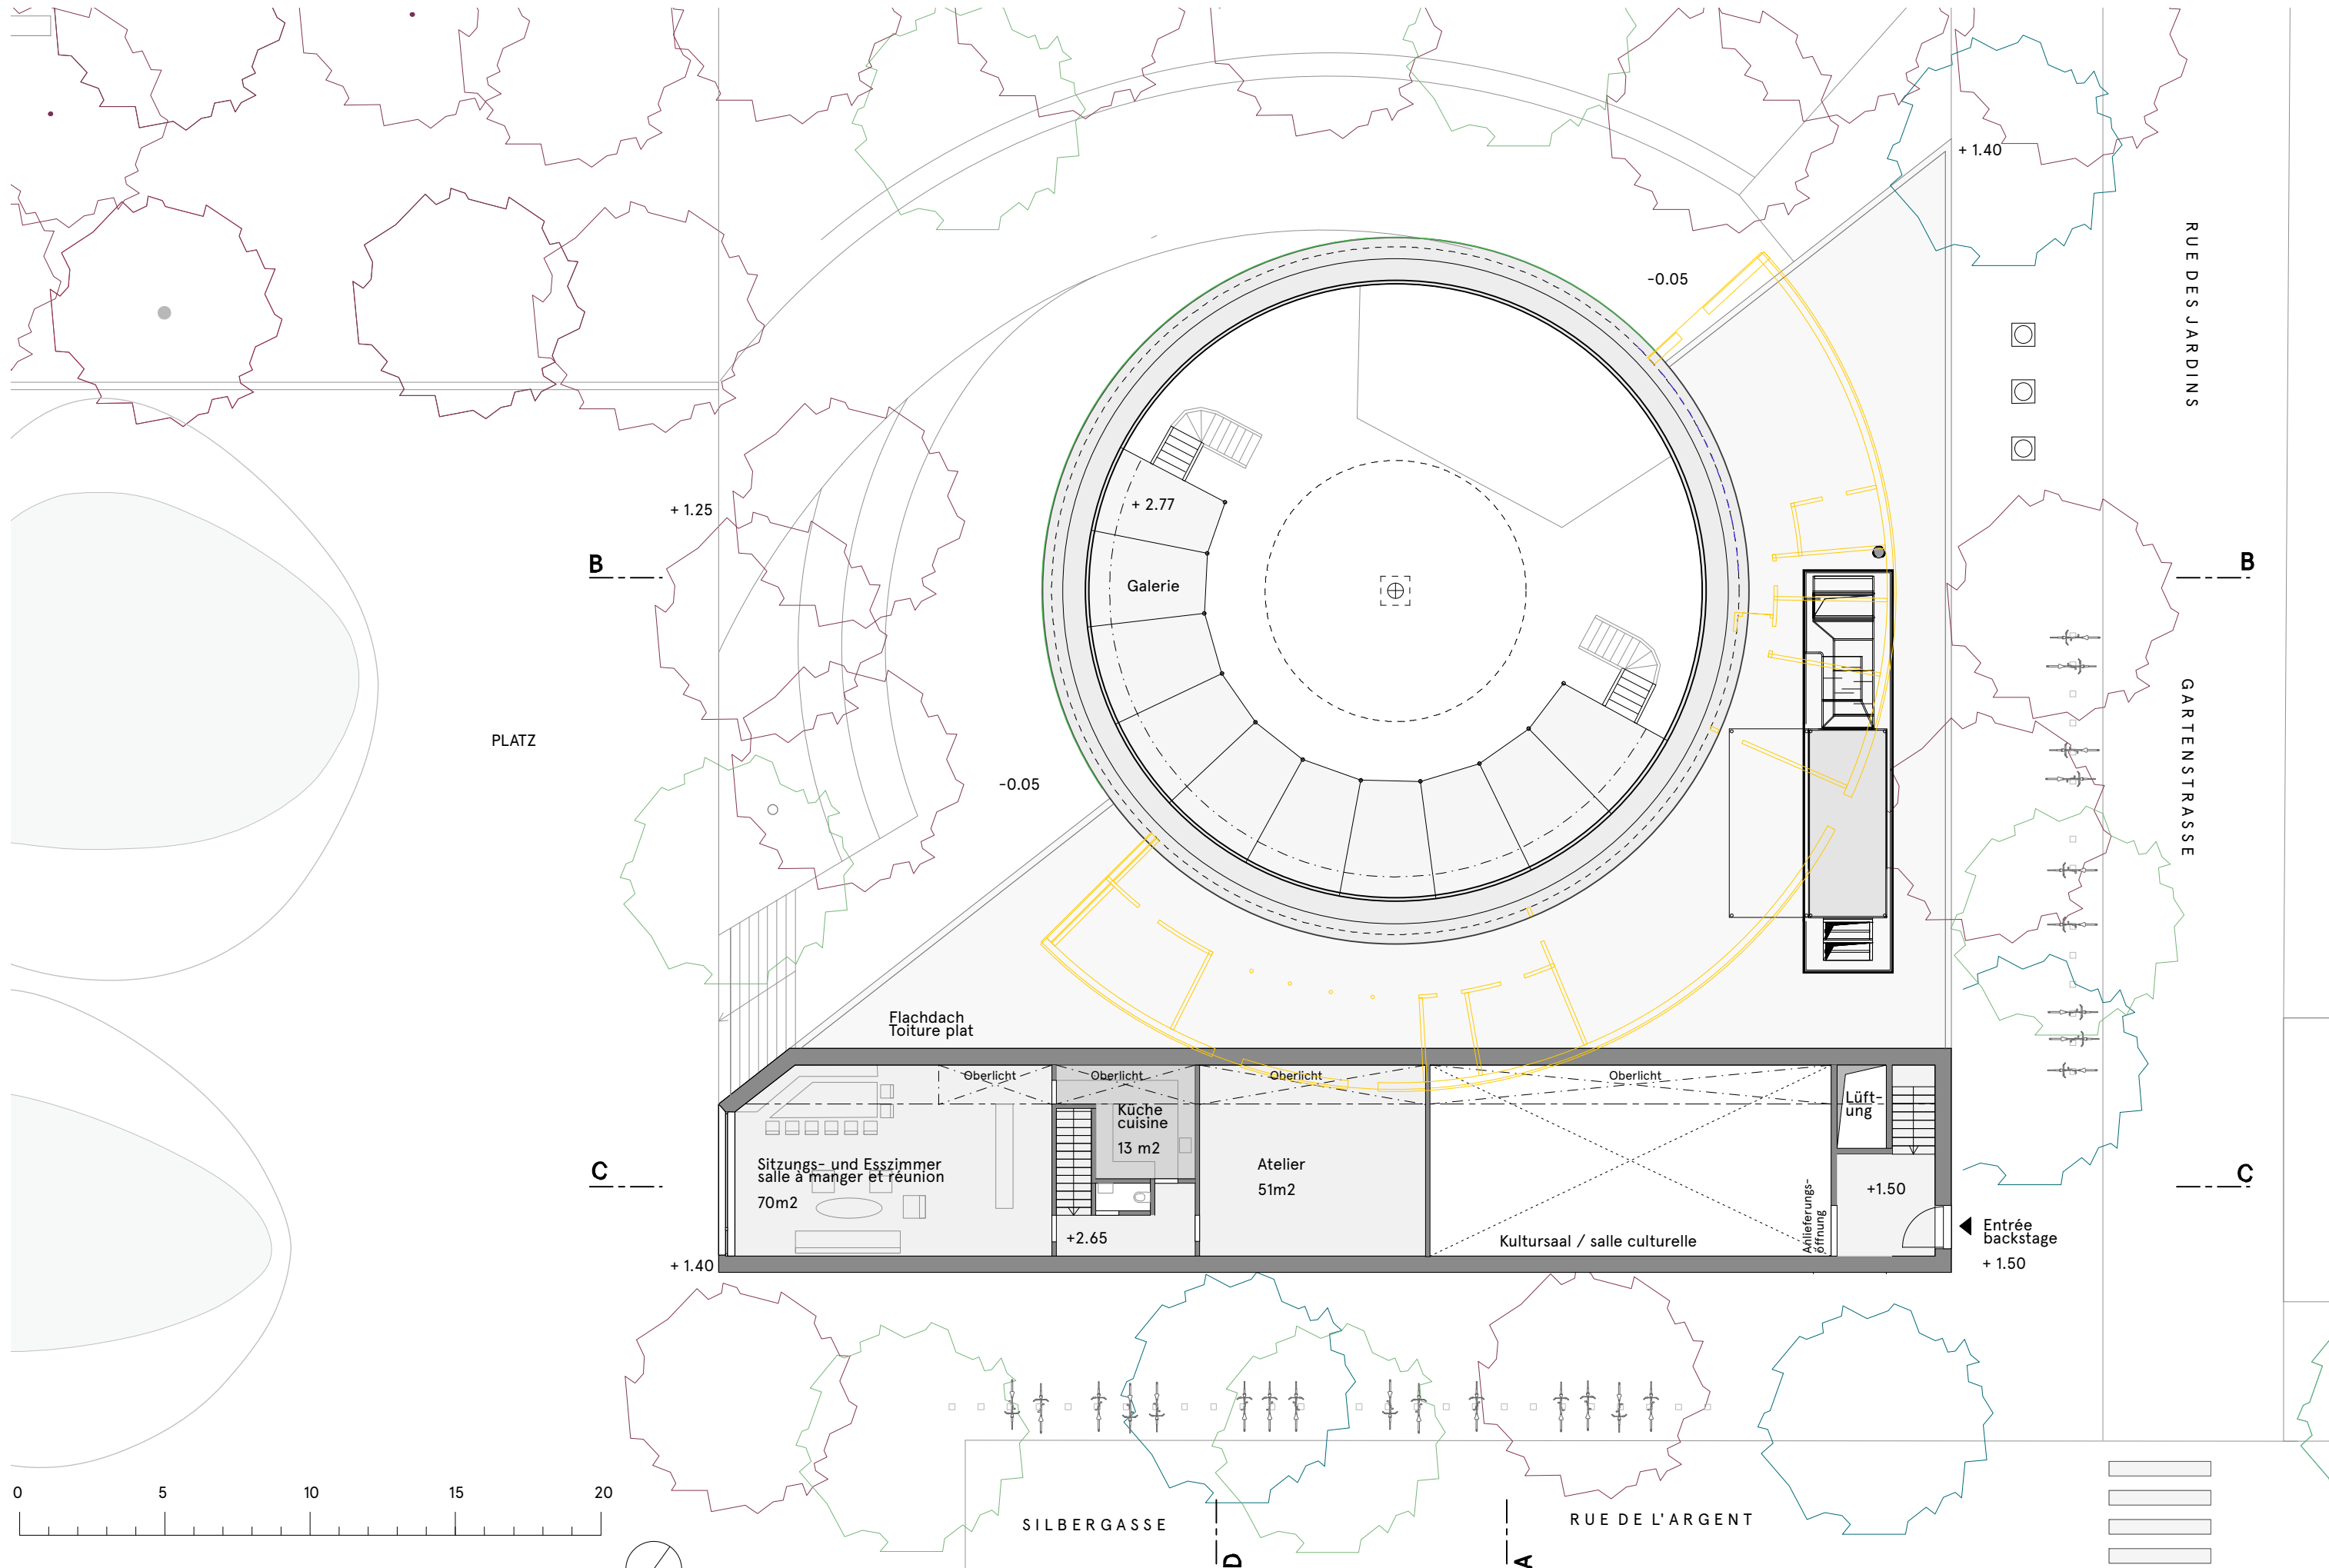 + 1.40
RUE DES JARDINS
-0.05
+ 1.25
+ 2.77
B
B
Galerie
GARTENSTRASSE
PLATZ
-0.05
Flachdach
Toiture plat
Oberlicht
Oberlicht
Oberlicht
Oberlicht
Küche
cuisine
13 m2
Lüft-
ung
Sitzungs- und Esszimmer
salle à manger et réunion
70m2
Atelier
51m2
C
C
+1.50
Anlieferungs-
öffnung
+2.65
Kultursaal / salle culturelle
Entrée
backstage
+ 1.50
+ 1.40
0 5 10 15 20
SILBERGASSE
RUE DE L'ARGENT
D
A